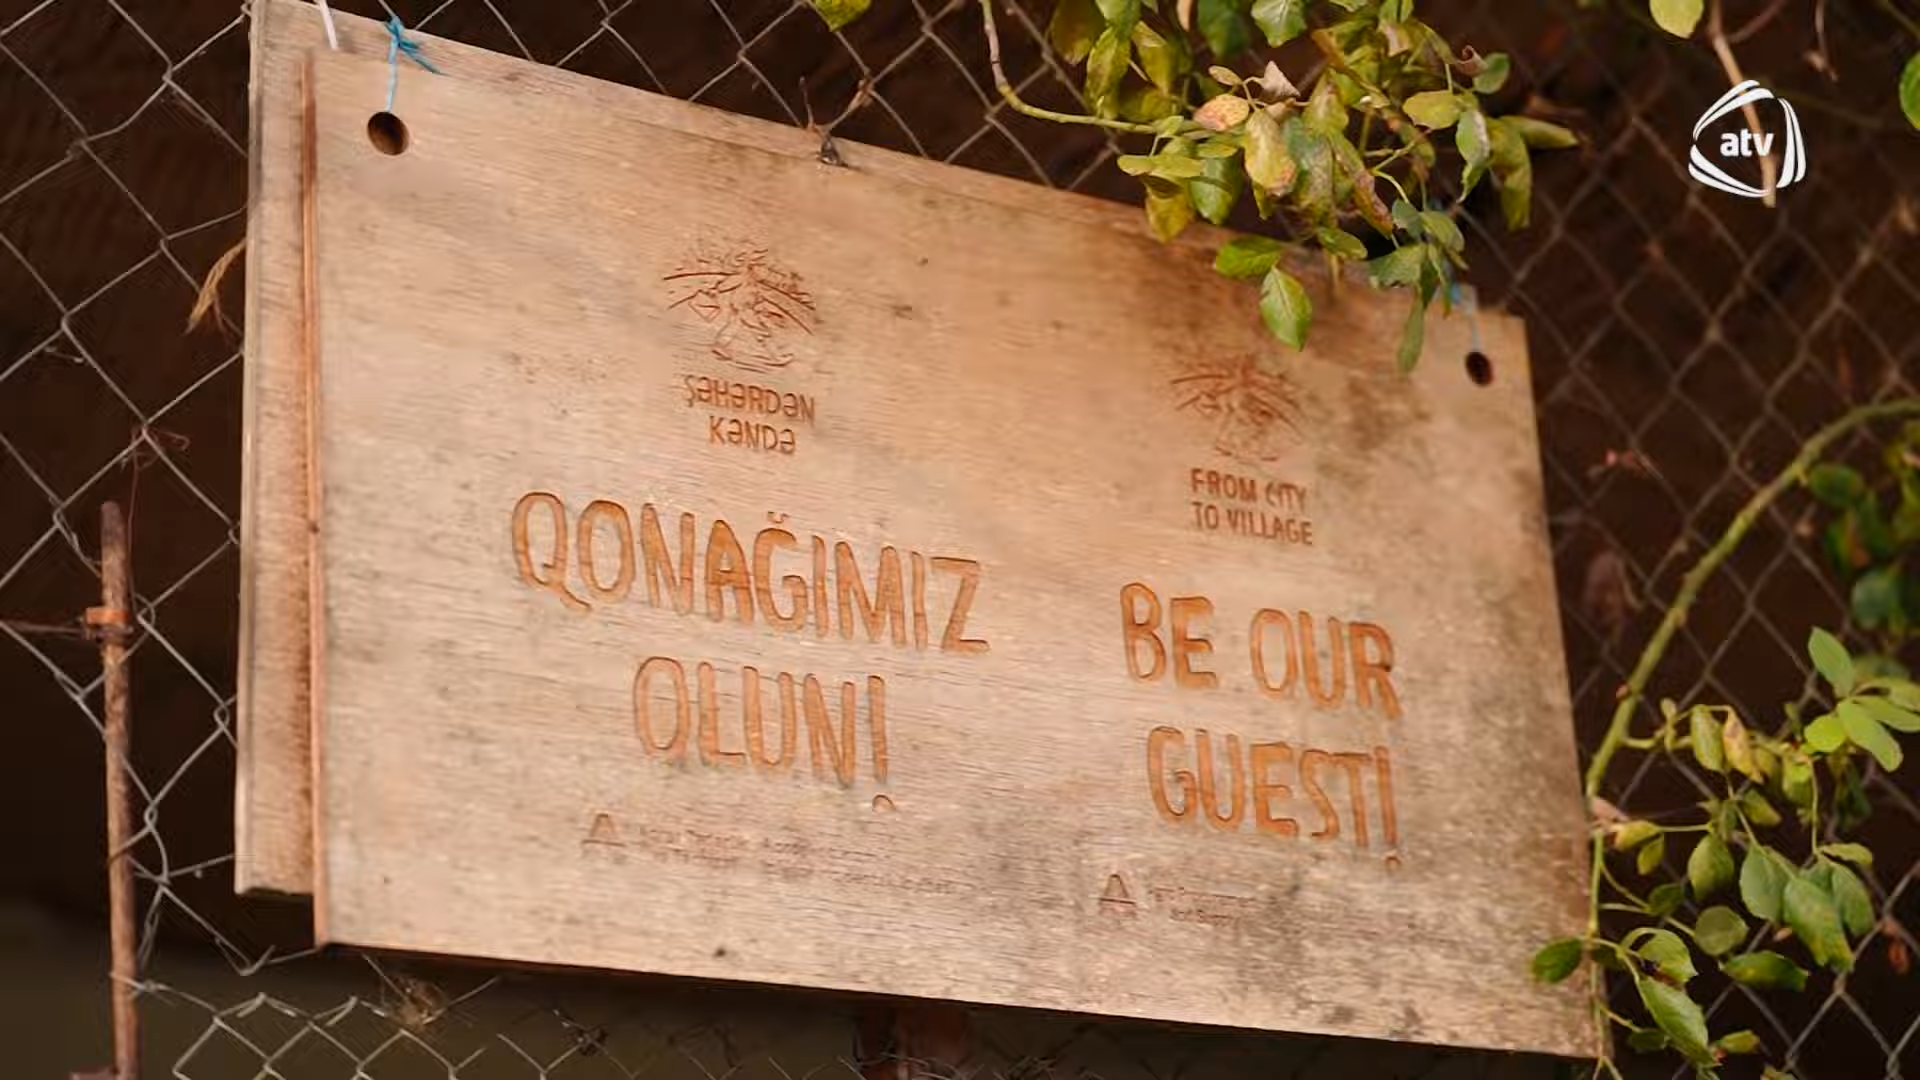 atv
ŞƏHƏRDƏN
KƏNDƏ
QONAĞIMIZ
OLUN!
FROM CITY
TO VILLAGE
BE OUR
GUEST!